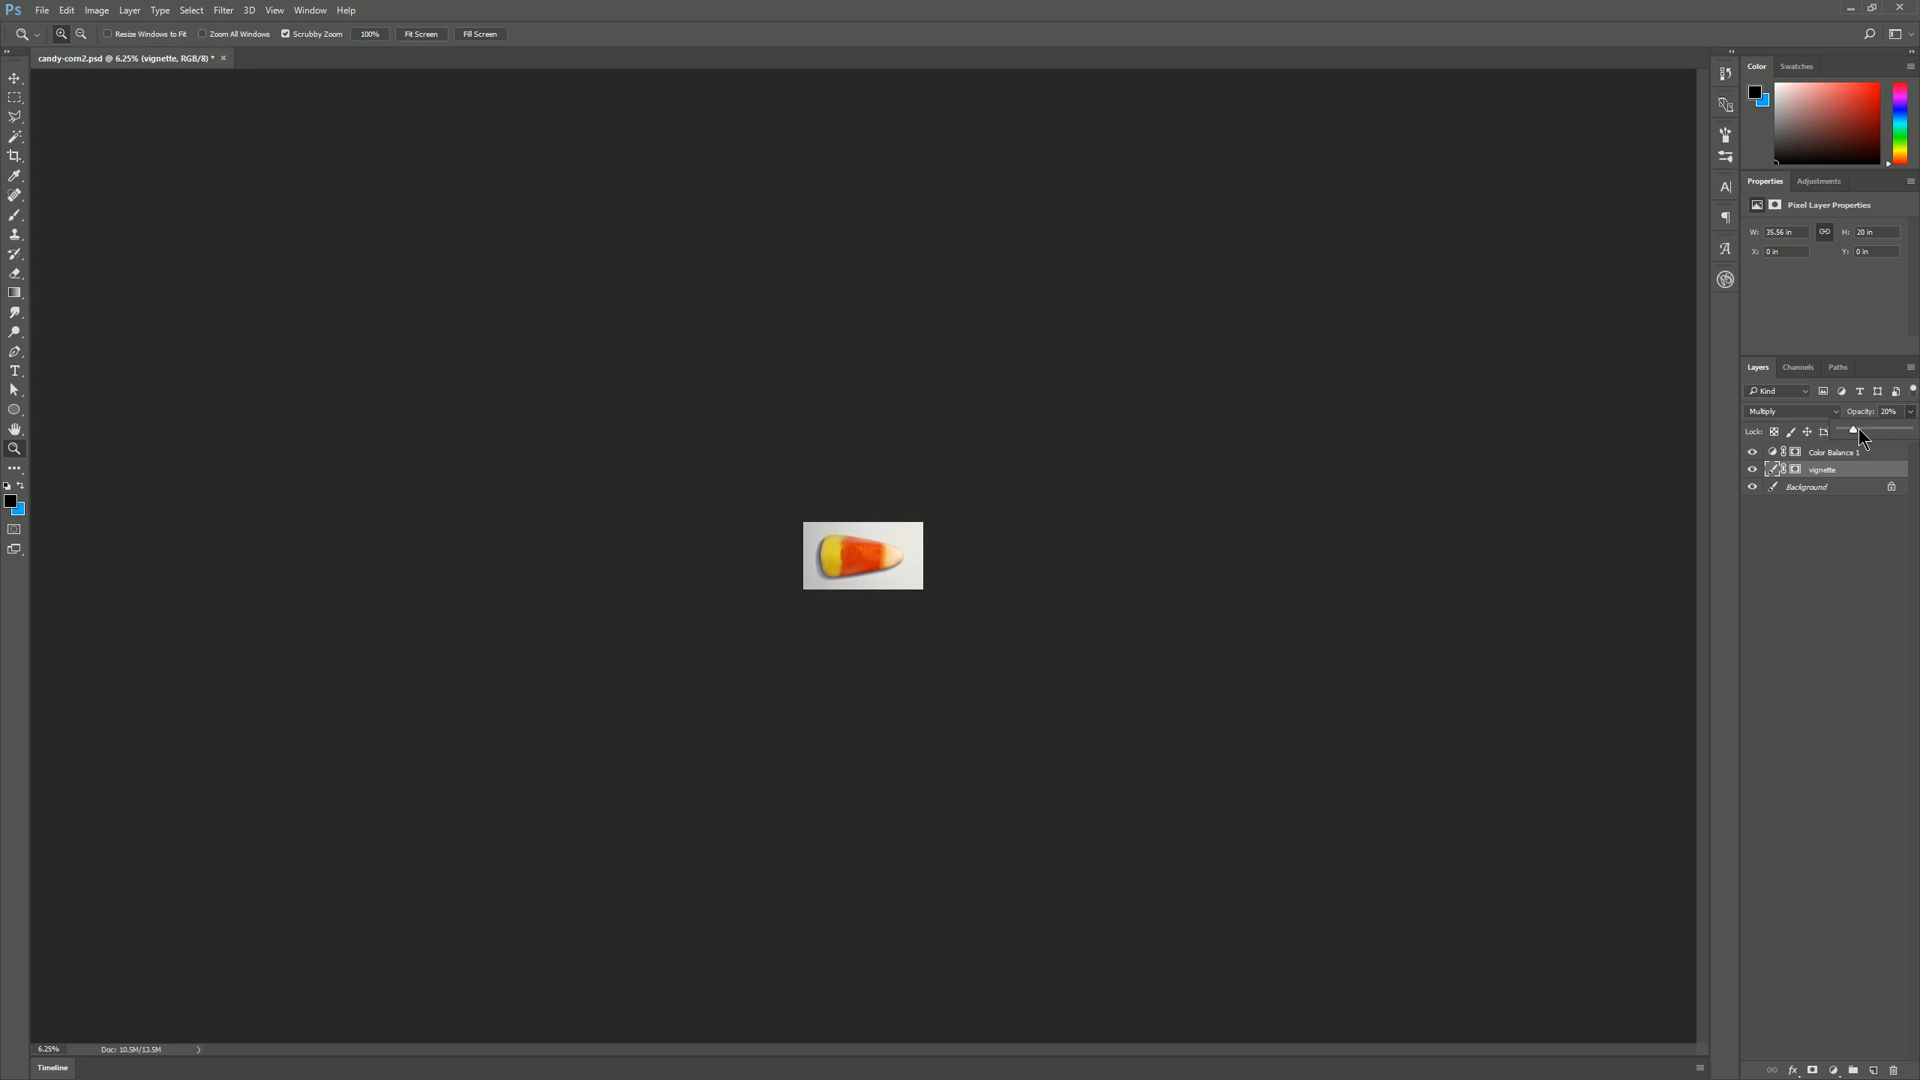 Ps File Edit Image Layer Type Select Filter 3D View Window Help
Resize Windows to Fit Zoom All Windows Scrubby Zoom 100% Fit Screen Fill Screen
candy-corn2.psd @ 6.25% (vignette, RGB/8) * ×
Color Swatches
Properties Adjustments
Pixel Layer Properties
W: 35.56 in H: 20 in
X: 0 in Y: 0 in
Layers Channels Paths
Kind
Multiply Opacity: 20%
Lock:
Color Balance 1
vignette
Background
6.25% Doc: 10.5M/13.5M
Timeline